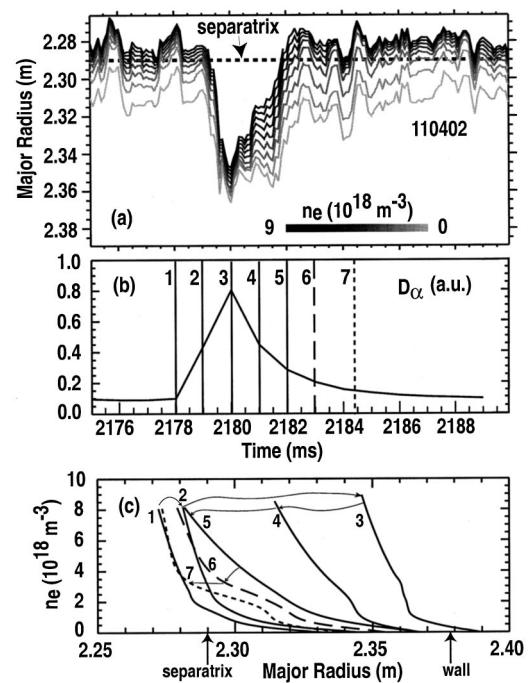 separatrix
2.28
2.30
2.32
2.34
2.36
2.38
Major Radius (m)
110402
ne (10^18 m^-3)
9 0
(a)
1.0
0.8
0.6
0.4
0.2
0.0
(b)
1 2 3 4 5 6 7
Dα (a.u.)
2176 2178 2180 2182 2184 2186 2188
Time (ms)
10
8
6
4
2
0
ne (10^18 m^-3)
(c)
1
2
5
4
3
6
7
2.25 2.30 2.35 2.40
separatrix Major Radius (m) wall